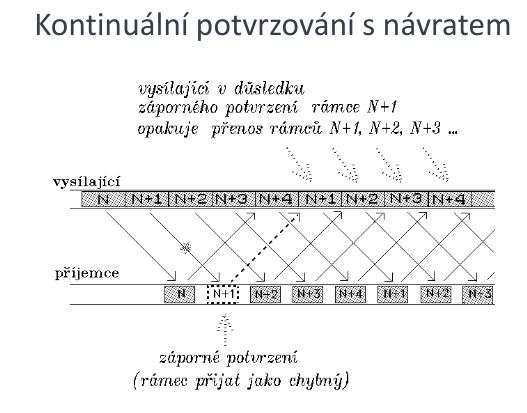 Kontinuální potvrzování s návratem
vysílající v důsledku
záporného potvrzení rámce N+1
opakuje přenos rámců N+1, N+2, N+3 ...
vysílající
N N+1 N+2 N+3 N+4 N+1 N+2 N+3 N+4
příjemce
N N+1 N+2 N+3 N+4 N+1 N+2 N+3
záporné potvrzení
(rámec přijat jako chybný)